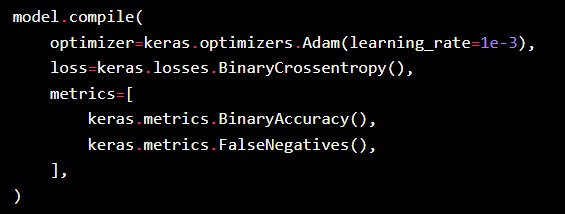 model.compile(
    optimizer=keras.optimizers.Adam(learning_rate=1e-3),
    loss=keras.losses.BinaryCrossentropy(),
    metrics=[
        keras.metrics.BinaryAccuracy(),
        keras.metrics.FalseNegatives(),
    ],
)